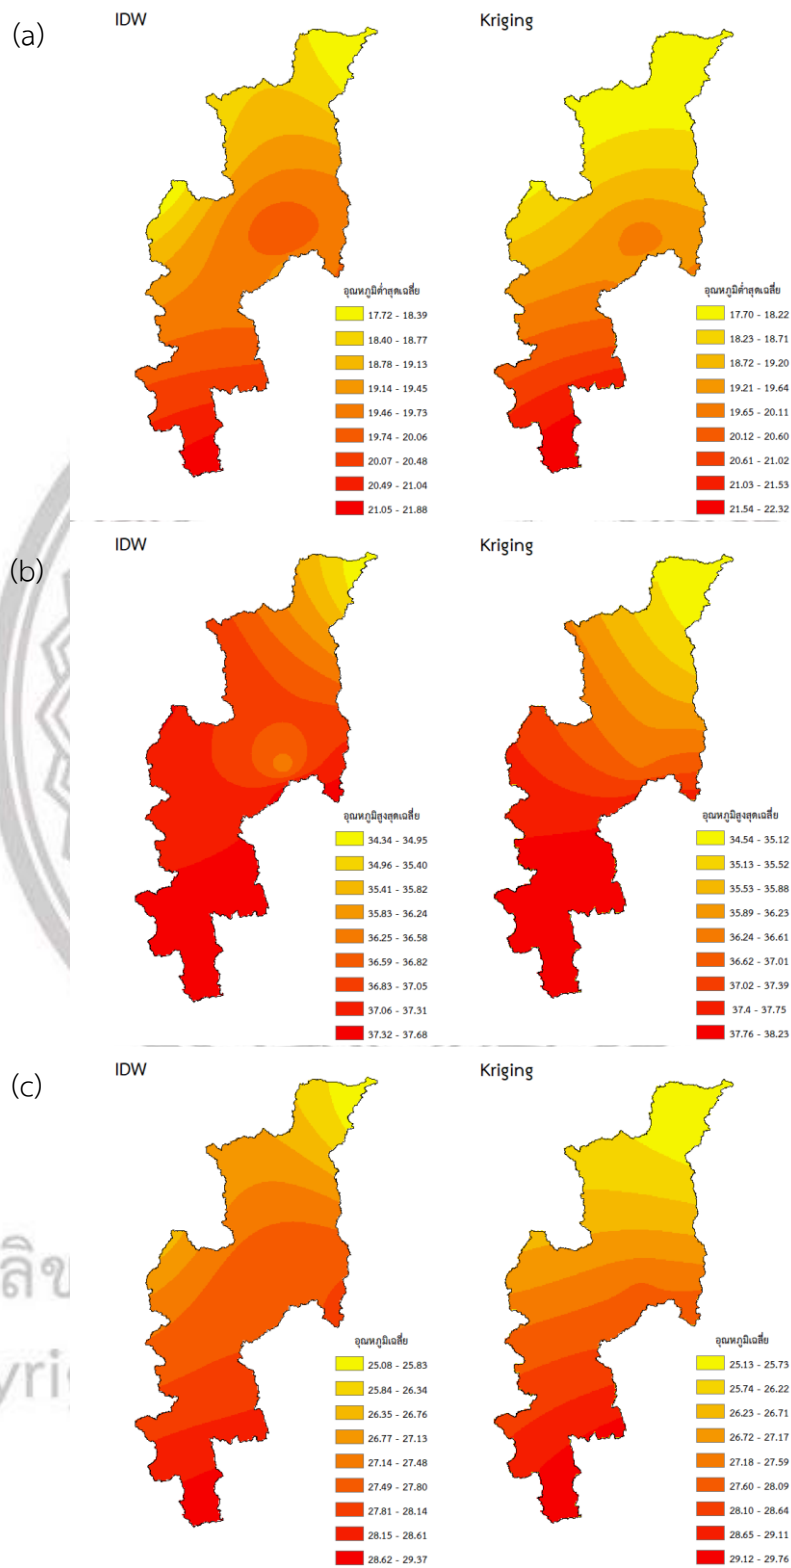 (a)
IDW
Kriging
อุณหภูมิต่ำสุดเฉลี่ย
17.72 - 18.39
18.40 - 18.77
18.78 - 19.13
19.14 - 19.45
19.46 - 19.73
19.74 - 20.06
20.07 - 20.48
20.49 - 21.04
21.05 - 21.88
อุณหภูมิต่ำสุดเฉลี่ย
17.70 - 18.22
18.23 - 18.71
18.72 - 19.20
19.21 - 19.64
19.65 - 20.11
20.12 - 20.60
20.61 - 21.02
21.03 - 21.53
21.54 - 22.32
(b)
IDW
Kriging
อุณหภูมิสูงสุดเฉลี่ย
34.34 - 34.95
34.96 - 35.40
35.41 - 35.82
35.83 - 36.24
36.25 - 36.58
36.59 - 36.82
36.83 - 37.05
37.06 - 37.31
37.32 - 37.68
อุณหภูมิสูงสุดเฉลี่ย
34.54 - 35.12
35.13 - 35.52
35.53 - 35.88
35.89 - 36.23
36.24 - 36.61
36.62 - 37.01
37.02 - 37.39
37.4 - 37.75
37.76 - 38.23
(c)
IDW
Kriging
อุณหภูมิเฉลี่ย
25.08 - 25.83
25.84 - 26.34
26.35 - 26.76
26.77 - 27.13
27.14 - 27.48
27.49 - 27.80
27.81 - 28.14
28.15 - 28.61
28.62 - 29.37
อุณหภูมิเฉลี่ย
25.13 - 25.73
25.74 - 26.22
26.23 - 26.71
26.72 - 27.17
27.18 - 27.59
27.60 - 28.09
28.10 - 28.64
28.65 - 29.11
29.12 - 29.76